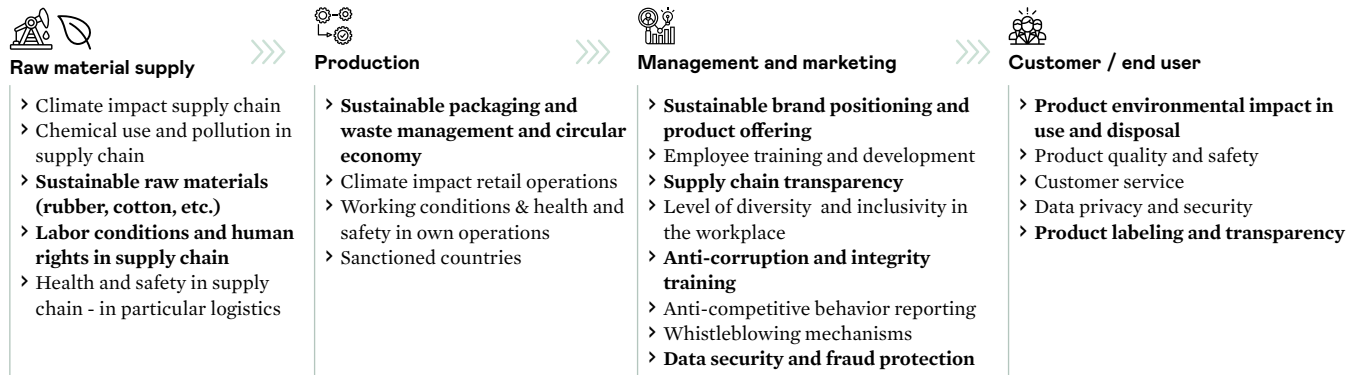 Raw material supply
› Climate impact supply chain
› Chemical use and pollution in
supply chain
› Sustainable raw materials
(rubber, cotton, etc.)
› Labor conditions and human
rights in supply chain
› Health and safety in supply
chain - in particular logistics
Production
› Sustainable packaging and
waste management and circular
economy
› Climate impact retail operations
› Working conditions & health and
safety in own operations
› Sanctioned countries
Management and marketing
› Sustainable brand positioning and
product offering
› Employee training and development
› Supply chain transparency
› Level of diversity and inclusivity in
the workplace
› Anti-corruption and integrity
training
› Anti-competitive behavior reporting
› Whistleblowing mechanisms
› Data security and fraud protection
Customer / end user
› Product environmental impact in
use and disposal
› Product quality and safety
› Customer service
› Data privacy and security
› Product labeling and transparency